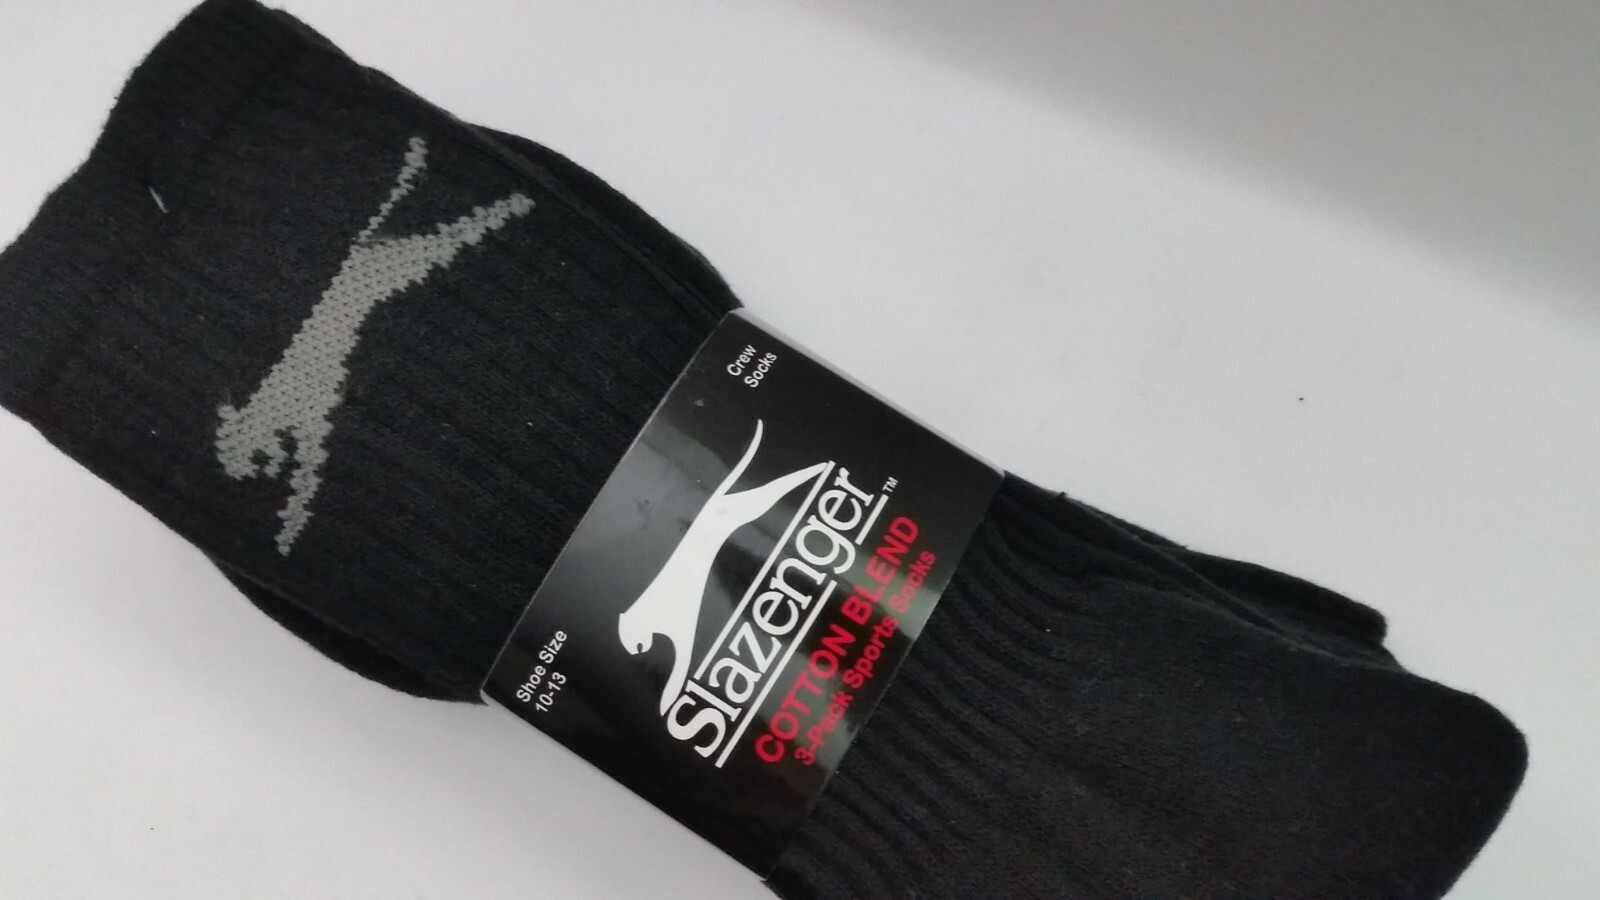 Crew
Socks
Slazenger™
COTTON BLEND
3-Pack Sports Socks
Shoe Size
10-13